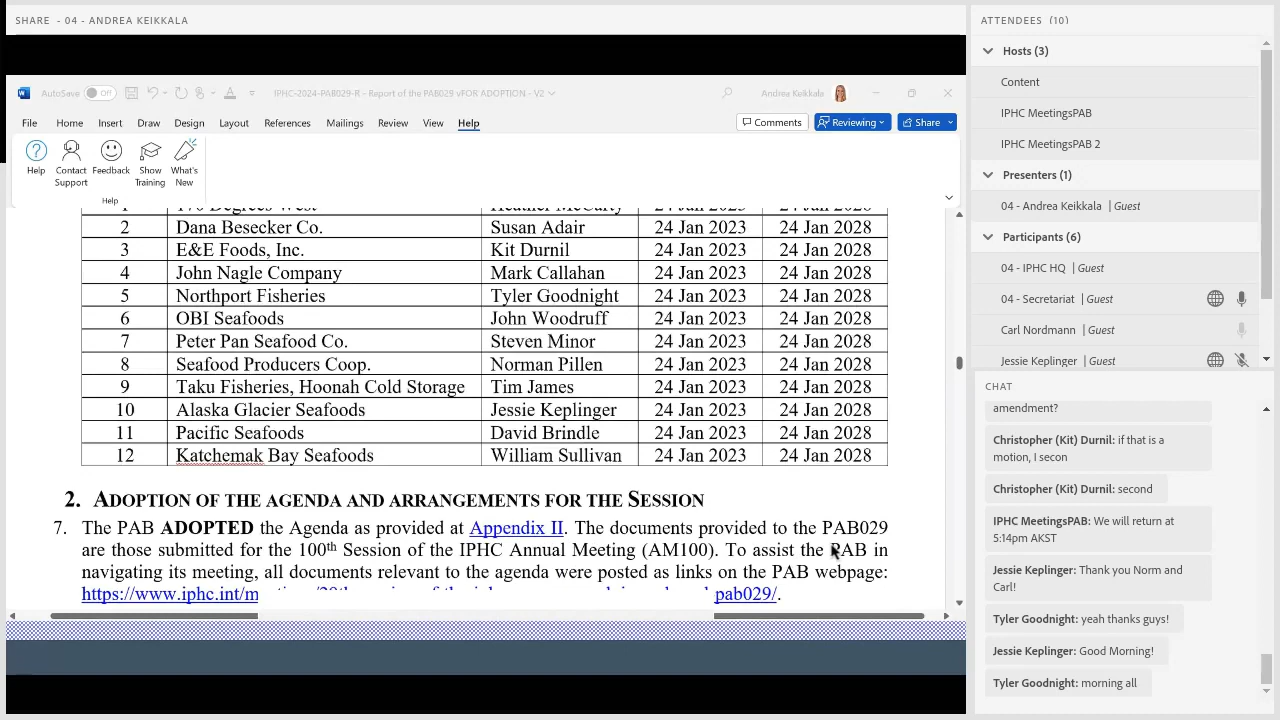 SHARE - 04 - ANDREA KEIKKALA
AutoSave Off
IPHC-2024-PAB029-R – Report of the PAB029 vFOR ADOPTION - V2
Andrea Keikkala
File Home Insert Draw Design Layout References Mailings Review View Help
Comments Reviewing Share
Help Contact Support Feedback Show Training What's New
Help
1 170 Degrees West Heather McCarty
2 Dana Besecker Co. Susan Adair 24 Jan 2023 24 Jan 2028
3 E&E Foods, Inc. Kit Durnil 24 Jan 2023 24 Jan 2028
4 John Nagle Company Mark Callahan 24 Jan 2023 24 Jan 2028
5 Northport Fisheries Tyler Goodnight 24 Jan 2023 24 Jan 2028
6 OBI Seafoods John Woodruff 24 Jan 2023 24 Jan 2028
7 Peter Pan Seafood Co. Steven Minor 24 Jan 2023 24 Jan 2028
8 Seafood Producers Coop. Norman Pillen 24 Jan 2023 24 Jan 2028
9 Taku Fisheries, Hoonah Cold Storage Tim James 24 Jan 2023 24 Jan 2028
10 Alaska Glacier Seafoods Jessie Keplinger 24 Jan 2023 24 Jan 2028
11 Pacific Seafoods David Brindle 24 Jan 2023 24 Jan 2028
12 Katchemak Bay Seafoods William Sullivan 24 Jan 2023 24 Jan 2028
2. ADOPTION OF THE AGENDA AND ARRANGEMENTS FOR THE SESSION
7. The PAB ADOPTED the Agenda as provided at Appendix II. The documents provided to the PAB029
are those submitted for the 100th Session of the IPHC Annual Meeting (AM100). To assist the PAB in
navigating its meeting, all documents relevant to the agenda were posted as links on the PAB webpage:
https://www.iphc.int/m pab029/.
ATTENDEES (10)
Hosts (3)
Content
IPHC MeetingsPAB
IPHC MeetingsPAB 2
Presenters (1)
04 - Andrea Keikkala | Guest
Participants (6)
04 - IPHC HQ | Guest
04 - Secretariat | Guest
Carl Nordmann | Guest
Jessie Keplinger | Guest
CHAT
amendment?
Christopher (Kit) Durnil: if that is a
motion, I secon
Christopher (Kit) Durnil: second
IPHC MeetingsPAB: We will return at
5:14pm AKST
Jessie Keplinger: Thank you Norm and
Carl!
Tyler Goodnight: yeah thanks guys!
Jessie Keplinger: Good Morning!
Tyler Goodnight: morning all